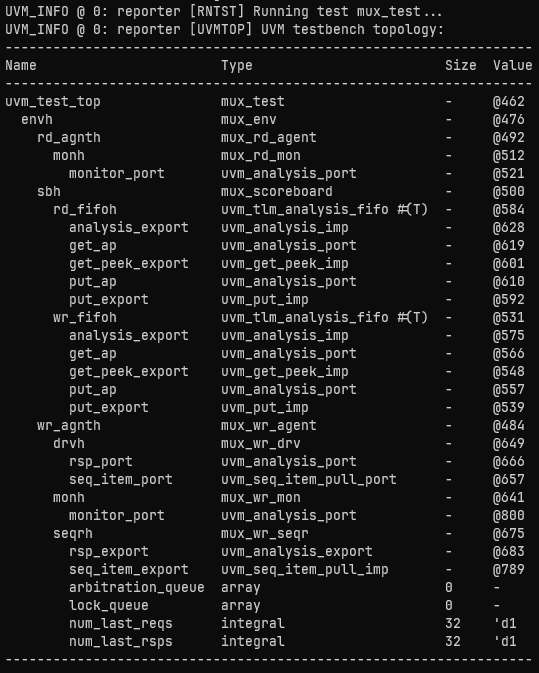 UVM_INFO @ 0: reporter [RNTST] Running test mux_test...
UVM_INFO @ 0: reporter [UVMTOP] UVM testbench topology:
------------------------------------------------------------------
Name                       Type                        Size  Value
------------------------------------------------------------------
uvm_test_top               mux_test                    -     @462
  envh                     mux_env                     -     @476
    rd_agnth               mux_rd_agent                -     @492
      monh                 mux_rd_mon                  -     @512
        monitor_port       uvm_analysis_port           -     @521
    sbh                    mux_scoreboard              -     @500
      rd_fifoh             uvm_tlm_analysis_fifo #(T)  -     @584
        analysis_export    uvm_analysis_imp            -     @628
        get_ap             uvm_analysis_port           -     @619
        get_peek_export    uvm_get_peek_imp            -     @601
        put_ap             uvm_analysis_port           -     @610
        put_export         uvm_put_imp                 -     @592
      wr_fifoh             uvm_tlm_analysis_fifo #(T)  -     @531
        analysis_export    uvm_analysis_imp            -     @575
        get_ap             uvm_analysis_port           -     @566
        get_peek_export    uvm_get_peek_imp            -     @548
        put_ap             uvm_analysis_port           -     @557
        put_export         uvm_put_imp                 -     @539
    wr_agnth               mux_wr_agent                -     @484
      drvh                 mux_wr_drv                  -     @649
        rsp_port           uvm_analysis_port           -     @666
        seq_item_port      uvm_seq_item_pull_port      -     @657
      monh                 mux_wr_mon                  -     @641
        monitor_port       uvm_analysis_port           -     @800
      seqrh                mux_wr_seqr                 -     @675
        rsp_export         uvm_analysis_export         -     @683
        seq_item_export    uvm_seq_item_pull_imp       -     @789
        arbitration_queue  array                       0     -
        lock_queue         array                       0     -
        num_last_reqs      integral                    32    'd1
        num_last_rsps      integral                    32    'd1
------------------------------------------------------------------